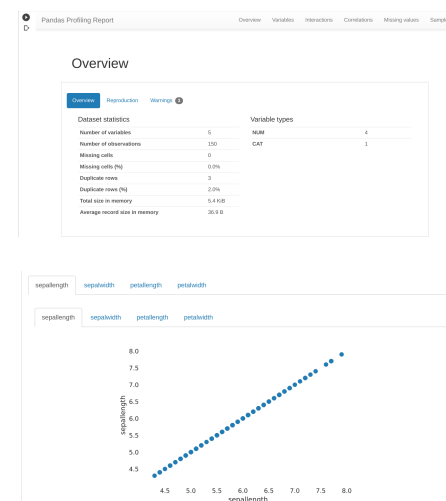 Pandas Profiling Report Overview Variables Interactions Correlations Missing values Sample
Overview
Overview Reproduction Warnings 3
Dataset statistics Variable types
Number of variables 5 NUM 4
Number of observations 150 CAT 1
Missing cells 0
Missing cells (%) 0.0%
Duplicate rows 3
Duplicate rows (%) 2.0%
Total size in memory 5.4 KiB
Average record size in memory 36.9 B
sepallength sepalwidth petallength petalwidth
sepallength sepalwidth petallength petalwidth
8.0
7.5
7.0
6.5
6.0
5.5
5.0
4.5
sepallength
4.5 5.0 5.5 6.0 6.5 7.0 7.5 8.0
sepallength